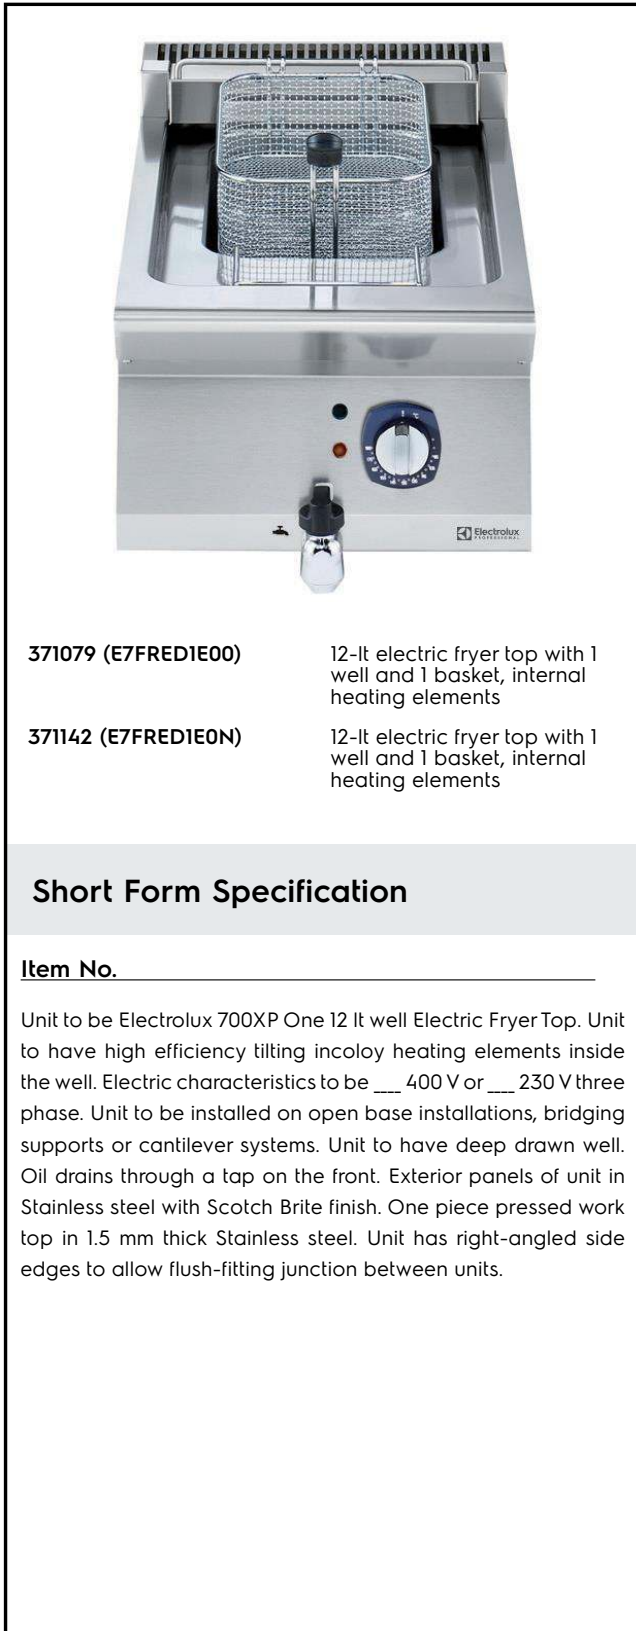 Electrolux
PROFESSIONAL
371079 (E7FRED1E00)
12-lt electric fryer top with 1
well and 1 basket, internal
heating elements
371142 (E7FRED1E0N)
12-lt electric fryer top with 1
well and 1 basket, internal
heating elements
Short Form Specification
Item No.
Unit to be Electrolux 700XP One 12 lt well Electric Fryer Top. Unit
to have high efficiency tilting incoloy heating elements inside
the well. Electric characteristics to be ____ 400 V or ____ 230 V three
phase. Unit to be installed on open base installations, bridging
supports or cantilever systems. Unit to have deep drawn well.
Oil drains through a tap on the front. Exterior panels of unit in
Stainless steel with Scotch Brite finish. One piece pressed work
top in 1.5 mm thick Stainless steel. Unit has right-angled side
edges to allow flush-fitting junction between units.